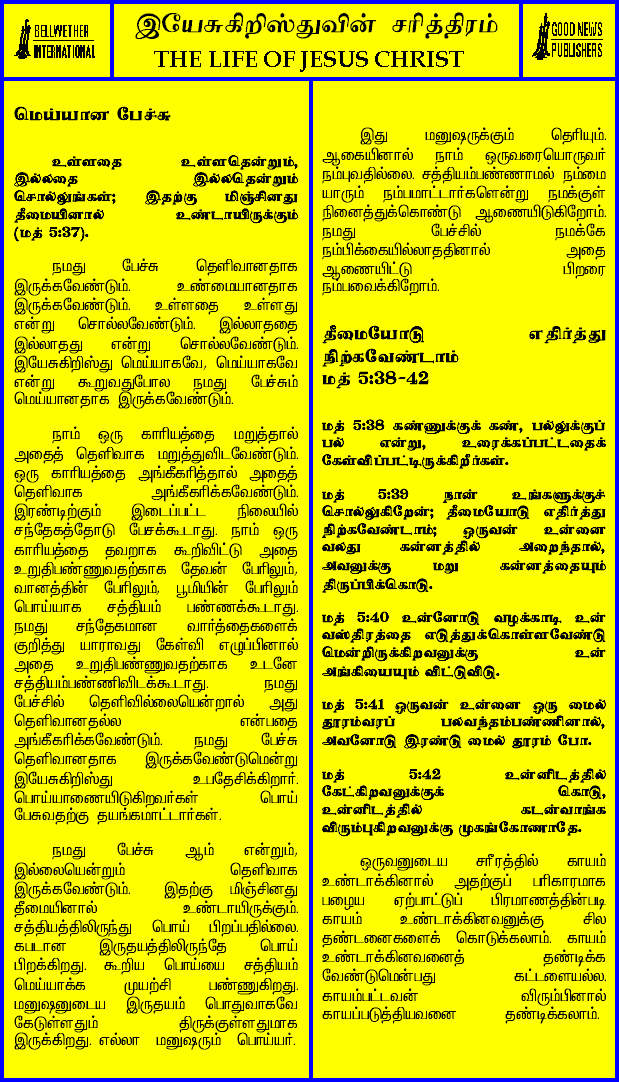 BELLWETHER
INTERNATIONAL
இயேசுகிறிஸ்துவின் சரித்திரம்
THE LIFE OF JESUS CHRIST
GOOD NEWS
PUBLISHERS
மெய்யான பேச்சு
உள்ளதை உள்ளதென்றும்,
இல்லதை இல்லதென்றும்
சொல்லுங்கள்; இதற்கு மிஞ்சினது
தீமையினால் உண்டாயிருக்கும்
(மத் 5:37).
நமது பேச்சு தெளிவானதாக
இருக்கவேண்டும். உண்மையானதாக
இருக்கவேண்டும். உள்ளதை உள்ளது
என்று சொல்லவேண்டும். இல்லாததை
இல்லாதது என்று சொல்லவேண்டும்.
இயேசுகிறிஸ்து மெய்யாகவே, மெய்யாகவே
என்று கூறுவதுபோல நமது பேச்சும்
மெய்யானதாக இருக்கவேண்டும்.
நாம் ஒரு காரியத்தை மறுத்தால்
அதைத் தெளிவாக மறுத்துவிடவேண்டும்.
ஒரு காரியத்தை அங்கீகரித்தால் அதைத்
தெளிவாக அங்கீகரிக்கவேண்டும்.
இரண்டிற்கும் இடைப்பட்ட நிலையில்
சந்தேகத்தோடு பேசக்கூடாது. நாம் ஒரு
காரியத்தை தவறாக கூறிவிட்டு அதை
உறுதிபண்ணுவதற்காக தேவன் பேரிலும்,
வானத்தின் பேரிலும், பூமியின் பேரிலும்
பொய்யாக சத்தியம் பண்ணக்கூடாது.
நமது சந்தேகமான வார்த்தைகளைக்
குறித்து யாராவது கேள்வி எழுப்பினால்
அதை உறுதிபண்ணுவதற்காக உடனே
சத்தியம்பண்ணிவிடக்கூடாது. நமது
பேச்சில் தெளிவில்லையென்றால் அது
தெளிவானதல்ல என்பதை
அங்கீகரிக்கவேண்டும். நமது பேச்சு
தெளிவானதாக இருக்கவேண்டுமென்று
இயேசுகிறிஸ்து உபதேசிக்கிறார்.
பொய்யாணையிடுகிறவர்கள் பொய்
பேசுவதற்கு தயங்கமாட்டார்கள்.
நமது பேச்சு ஆம் என்றும்,
இல்லையென்றும் தெளிவாக
இருக்கவேண்டும். இதற்கு மிஞ்சினது
தீமையினால் உண்டாயிருக்கும்.
சத்தியத்திலிருந்து பொய் பிறப்பதில்லை.
கபடான இருதயத்திலிருந்தே பொய்
பிறக்கிறது. கூறிய பொய்யை சத்தியம்
மெய்யாக்க முயற்சி பண்ணுகிறது.
மனுஷனுடைய இருதயம் பொதுவாகவே
கேடுள்ளதும் திருக்குள்ளதுமாக
இருக்கிறது. எல்லா மனுஷரும் பொய்யர்.
இது மனுஷருக்கும் தெரியும்.
ஆகையினால் நாம் ஒருவரையொருவர்
நம்புவதில்லை. சத்தியம்பண்ணாமல் நம்மை
யாரும் நம்பமாட்டார்களென்று நமக்குள்
நினைத்துக்கொண்டு ஆணையிடுகிறோம்.
நமது பேச்சில் நமக்கே
நம்பிக்கையில்லாததினால் அதை
ஆணையிட்டு பிறரை
நம்பவைக்கிறோம்.
தீமையோடு எதிர்த்து
நிற்கவேண்டாம்
மத் 5:38-42
மத் 5:38 கண்ணுக்குக் கண், பல்லுக்குப்
பல் என்று, உரைக்கப்பட்டதைக்
கேள்விப்பட்டிருக்கிறீர்கள்.
மத் 5:39 நான் உங்களுக்குச்
சொல்லுகிறேன்; தீமையோடு எதிர்த்து
நிற்கவேண்டாம்; ஒருவன் உன்னை
வலது கன்னத்தில் அறைந்தால்,
அவனுக்கு மறு கன்னத்தையும்
திருப்பிக்கொடு.
மத் 5:40 உன்னோடு வழக்காடி உன்
வஸ்திரத்தை எடுத்துக்கொள்ளவேண்டு
மென்றிருக்கிறவனுக்கு உன்
அங்கியையும் விட்டுவிடு.
மத் 5:41 ஒருவன் உன்னை ஒரு மைல்
தூரம்வரப் பலவந்தம்பண்ணினால்,
அவனோடு இரண்டு மைல் தூரம் போ.
மத் 5:42 உன்னிடத்தில்
கேட்கிறவனுக்குக் கொடு,
உன்னிடத்தில் கடன்வாங்க
விரும்புகிறவனுக்கு முகங்கோணாதே.
ஒருவனுடைய சரீரத்தில் காயம்
உண்டாக்கினால் அதற்குப் பரிகாரமாக
பழைய ஏற்பாட்டுப் பிரமாணத்தின்படி
காயம் உண்டாக்கினவனுக்கு சில
தண்டனைகளைக் கொடுக்கலாம். காயம்
உண்டாக்கினவனைத் தண்டிக்க
வேண்டுமென்பது கட்டளையல்ல.
காயம்பட்டவன் விரும்பினால்
காயப்படுத்தியவனை தண்டிக்கலாம்.